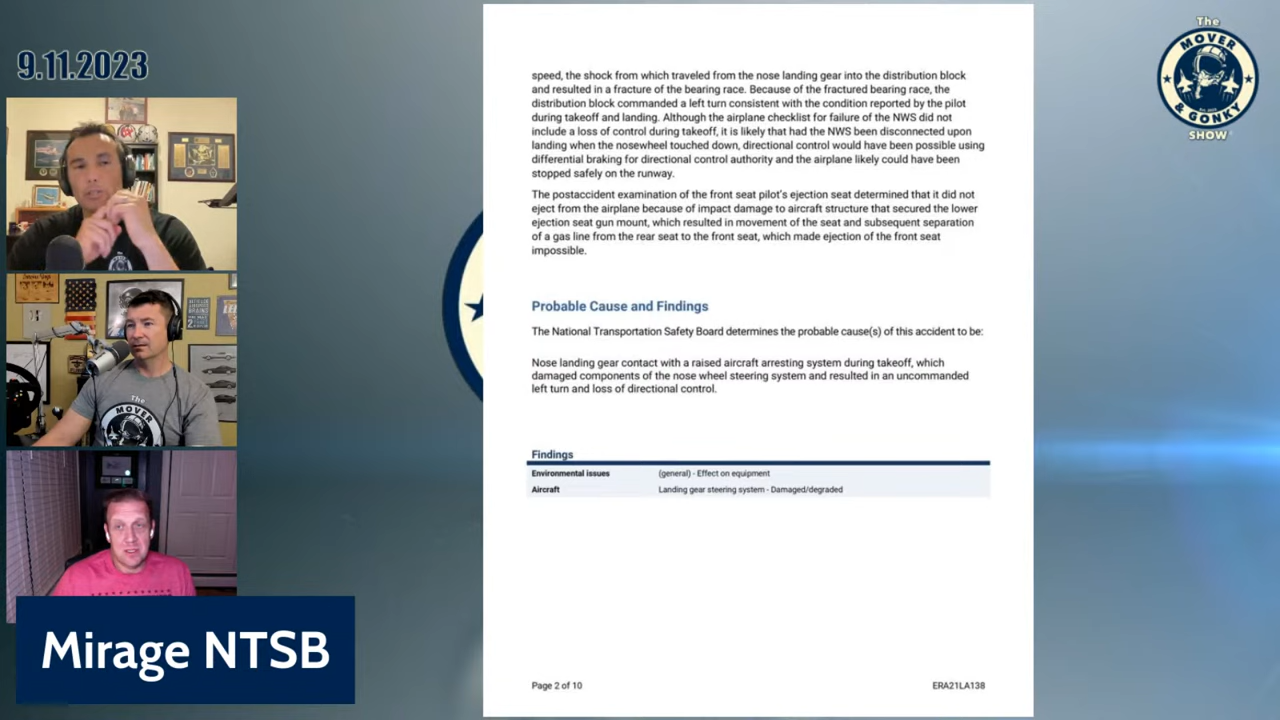 9.11.2023
The
MOVER
& GONKY
SHOW
speed, the shock from which traveled from the nose landing gear into the distribution block
and resulted in a fracture of the bearing race. Because of the fractured bearing race, the
distribution block commanded a left turn consistent with the condition reported by the pilot
during takeoff and landing. Although the airplane checklist for failure of the NWS did not
include a loss of control during takeoff, it is likely that had the NWS been disconnected upon
landing when the nosewheel touched down, directional control would have been possible using
differential braking for directional control authority and the airplane likely could have been
stopped safely on the runway.
The postaccident examination of the front seat pilot's ejection seat determined that it did not
eject from the airplane because of impact damage to aircraft structure that secured the lower
ejection seat gun mount, which resulted in movement of the seat and subsequent separation
of a gas line from the rear seat to the front seat, which made ejection of the front seat
impossible.
Probable Cause and Findings
The National Transportation Safety Board determines the probable cause(s) of this accident to be:
Nose landing gear contact with a raised aircraft arresting system during takeoff, which
damaged components of the nose wheel steering system and resulted in an uncommanded
left turn and loss of directional control.
Findings
Environmental issues (general) - Effect on equipment
Aircraft Landing gear steering system - Damaged/degraded
Page 2 of 10 ERA21LA138
The
MOVER
Mirage NTSB